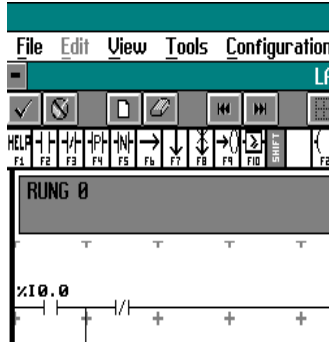 File Edit View Tools Configuration
LA
HELP P N SHIFT
F1 F2 F3 F4 F5 F6 F7 F8 F9 F10 F2
RUNG 0
%I0.0